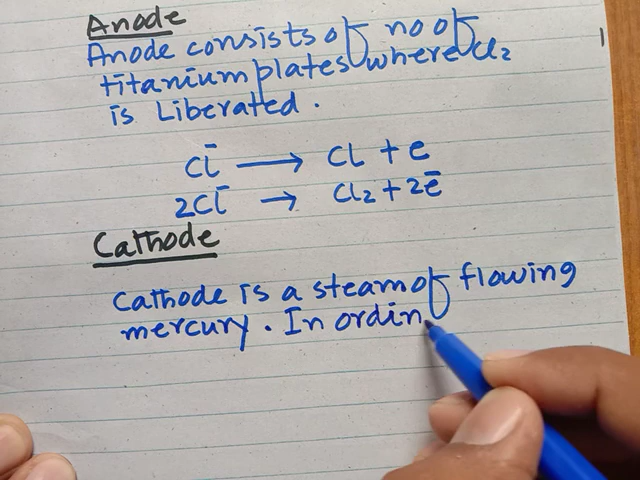 Anode
Anode consists of no of
titanium plates where Cl₂
is Liberated.
Cl⁻ → Cl + e
2Cl⁻ → Cl₂ + 2e⁻
Cathode
Cathode is a steam of flowing
mercury. In ordin